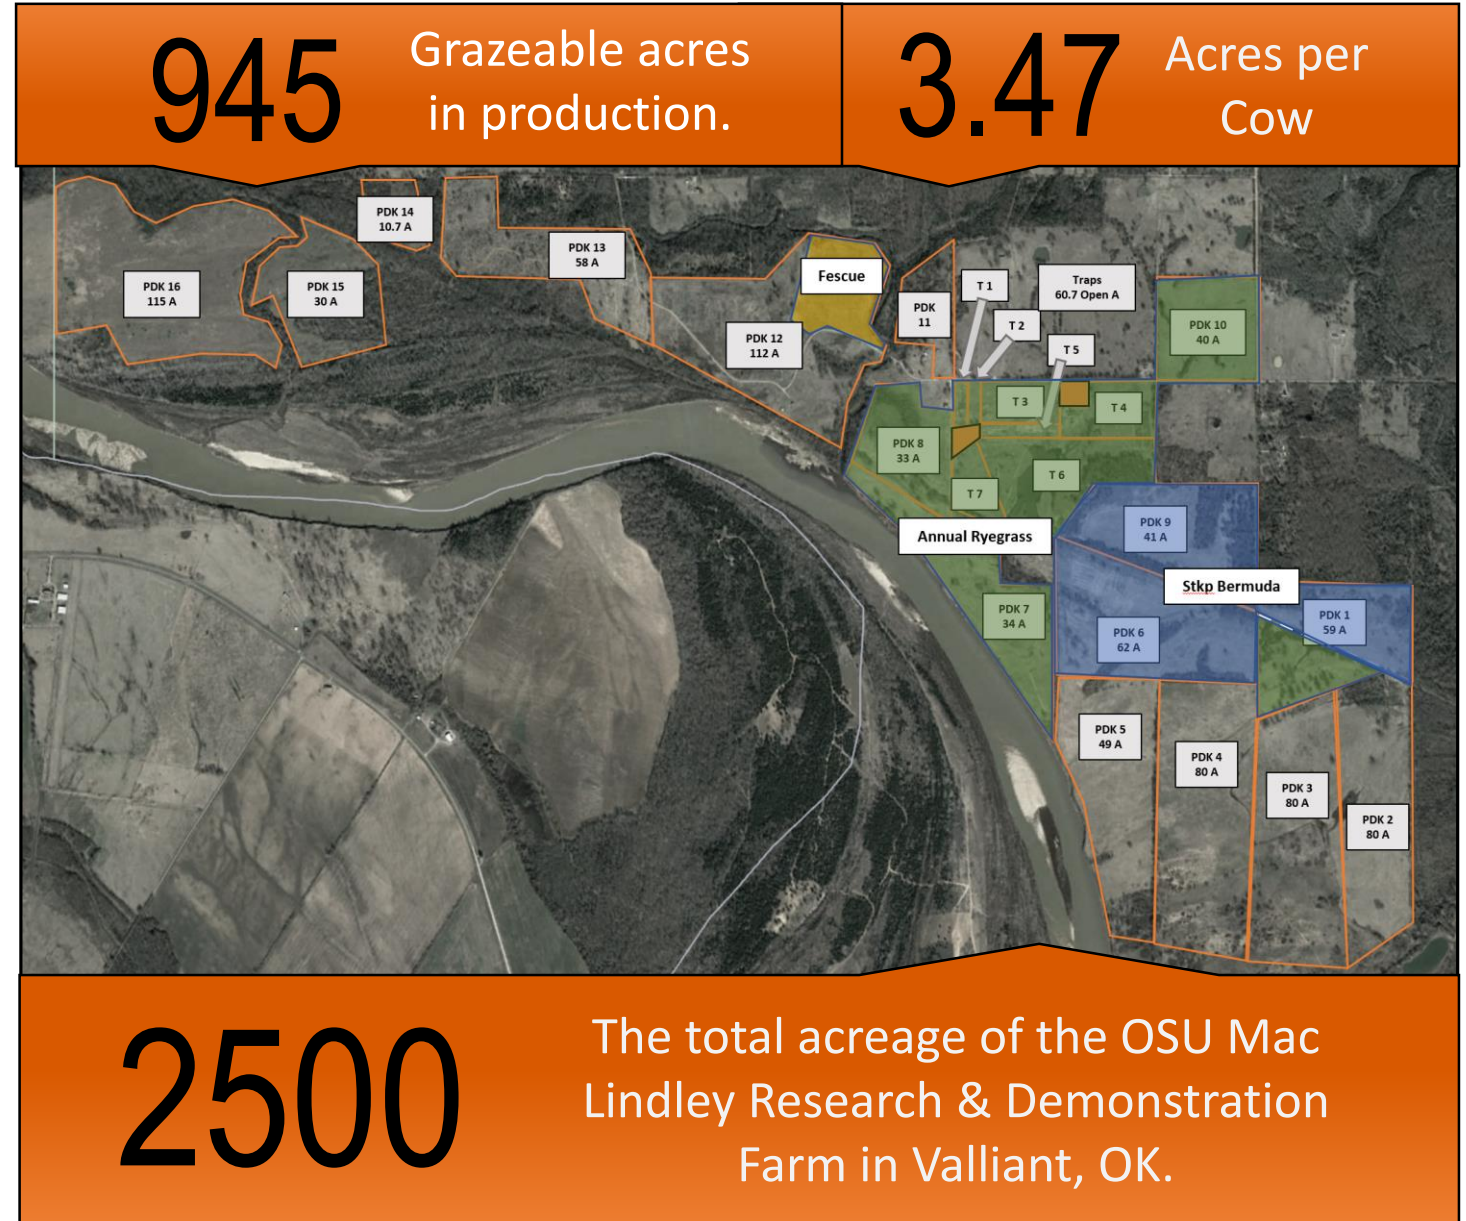 945
Grazeable acres
in production.
3.47
Acres per
Cow
PDK 14
10.7 A
PDK 13
58 A
PDK 16
115 A
PDK 15
30 A
Fescue
PDK 12
112 A
PDK
11
T 1
T 2
Traps
60.7 Open A
T 5
PDK 10
40 A
T 3
T 4
PDK 8
33 A
T 6
T 7
Annual Ryegrass
PDK 9
41 A
Stkp Bermuda
PDK 7
34 A
PDK 6
62 A
PDK 1
59 A
PDK 5
49 A
PDK 4
80 A
PDK 3
80 A
PDK 2
80 A
2500
The total acreage of the OSU Mac
Lindley Research & Demonstration
Farm in Valliant, OK.